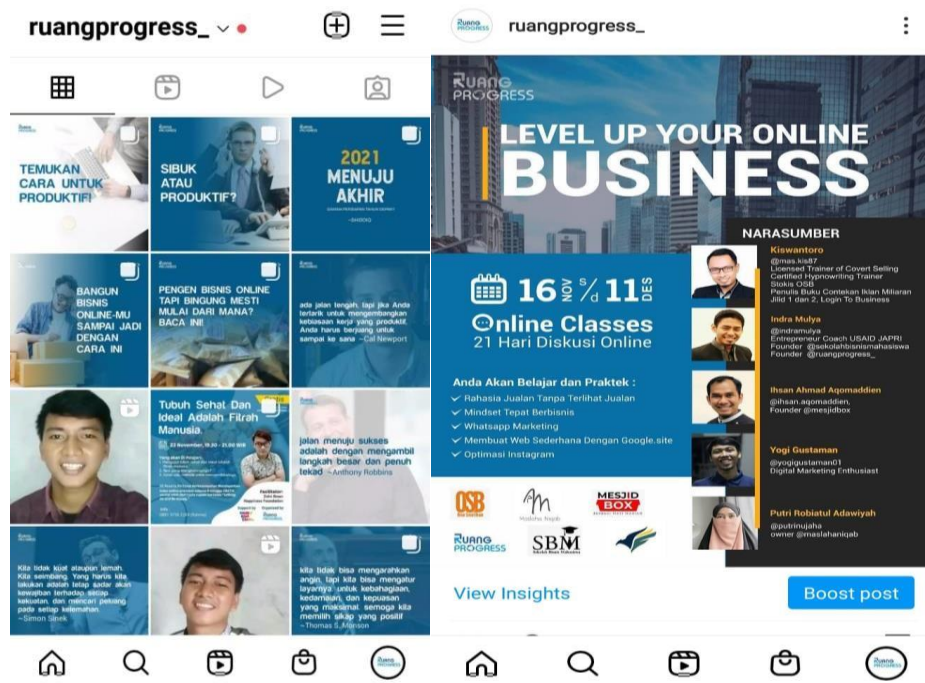 ruangprogress_
TEMUKAN
CARA UNTUK
PRODUKTIF!
SIBUK
ATAU
PRODUKTIF?
2021
MENUJU
AKHIR
BANGUN
BISNIS
ONLINE-MU
SAMPAI JADI
DENGAN
CARA INI
PENGEN BISNIS ONLINE
TAPI BINGUNG MESTI
MULAI DARI MANA?
BACA INI!
ada jalan tengah, tapi jika Anda
tertarik untuk mengembangkan
kebiasaan kerja yang produktif,
Anda harus berjuang untuk
sampai ke sana ~Cal Newport
Tubuh Sehat Dan
Ideal Adalah Fitrah
Manusia.
jalan menuju sukses
adalah dengan mengambil
langkah besar dan penuh
tekad ~Anthony Robbins
Kita tidak kuat ataupun lemah.
Kita seimbang. Yang harus kita
lakukan adalah tetap sadar akan
kewajiban terhadap setiap
kekuatan, dan mencari peluang
pada setiap kelemahan.
~Simon Sinek
kita tidak bisa mengarahkan
angin, tapi kita bisa mengatur
layarnya untuk kebahagiaan,
kedamaian, dan kepuasan
yang maksimal. semoga kita
memilih sikap yang positif
~Thomas S. Monson
RUANG
PROGRESS
ruangprogress_
RUANG
PROGRESS
LEVEL UP YOUR ONLINE
BUSINESS
16 NOV s/d 11 DES
Online Classes
21 Hari Diskusi Online
Anda Akan Belajar dan Praktek :
Rahasia Jualan Tanpa Terlihat Jualan
Mindset Tepat Berbisnis
Whatsapp Marketing
Membuat Web Sederhana Dengan Google.site
Optimasi Instagram
NARASUMBER
Kiswantoro
@mas.kis87
Licensed Trainer of Covert Selling
Certified Hypnowriting Trainer
Stokis OSB
Penulis Buku Contekan Iklan Miliaran
Jilid 1 dan 2, Login To Business
Indra Mulya
@indramulya
Entrepreneur Coach USAID JAPRI
Founder @sekolahbisnismahasiswa
Founder @ruangprogress_
Ihsan Ahmad Aqomaddien
@ihsan.aqomaddien,
Founder @mesjidbox
Yogi Gustaman
@yogigustaman01
Digital Marketing Enthusiast
Putri Robiatul Adawiyah
@putrinujaha
owner @maslahaniqab
OSB
Maslaha Niqab
MESJID
BOX
RUANG
PROGRESS
SBM
View Insights
Boost post
RUANG
PROGRESS